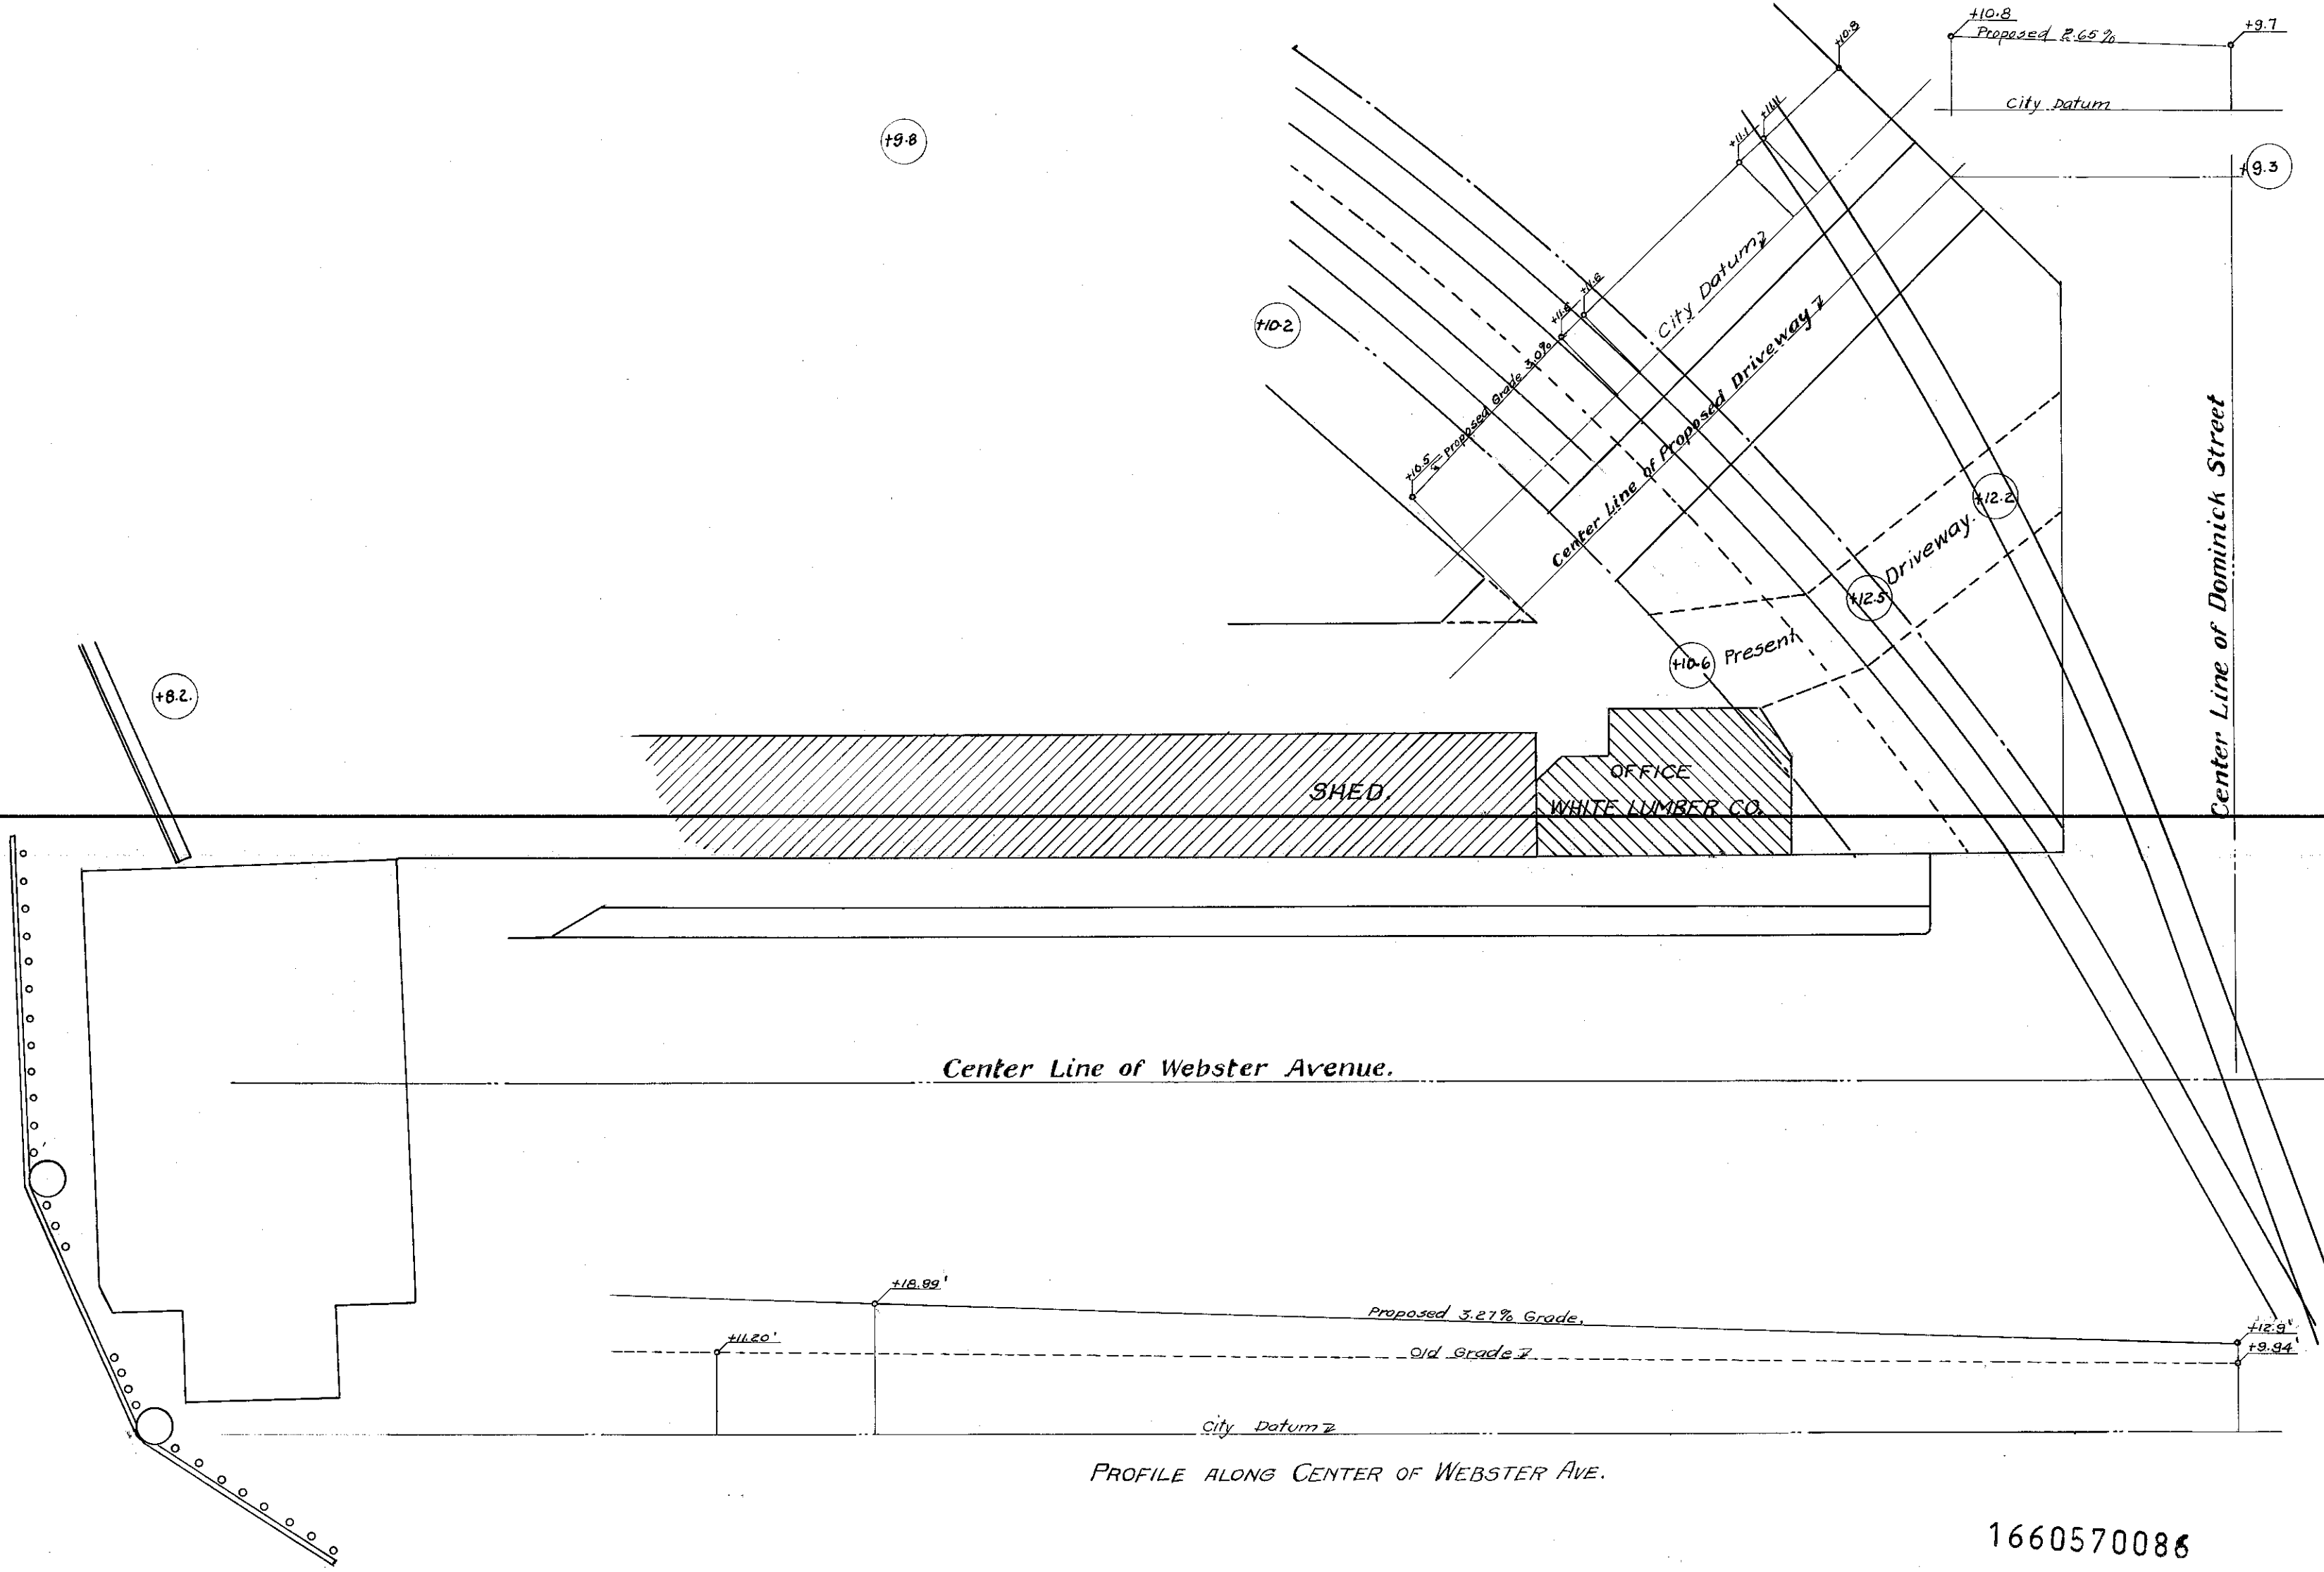 +10.8
Proposed 2.65%
+9.7
City Datum
+10.8
+11.1
+11.1
+9.8
+9.3
City Datum
+11.6
+11.6
+10.2
Proposed Grade 3.0%
+10.5
Center Line of Proposed Driveway
Center Line of Dominick Street
+12.2
Driveway.
+12.5
Present
+10.6
+8.2.
SHED.
OFFICE
WHITE LUMBER CO.
Center Line of Webster Avenue.
+18.99'
Proposed 3.27% Grade.
+12.9'
+11.20'
Old Grade
+9.94'
City Datum
PROFILE ALONG CENTER OF WEBSTER AVE.
1660570086